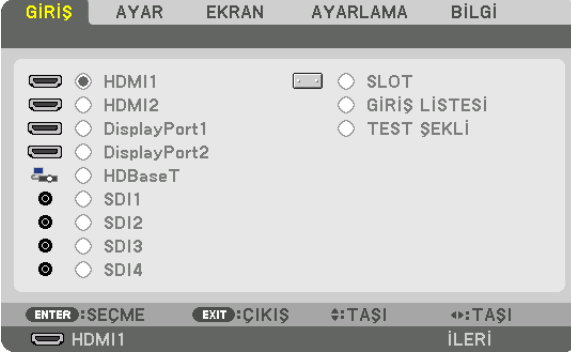 GİRİŞ AYAR EKRAN AYARLAMA BİLGİ
HDMI1
HDMI2
DisplayPort1
DisplayPort2
HDBaseT
SDI1
SDI2
SDI3
SDI4
SLOT
GİRİŞ LİSTESİ
TEST ŞEKLİ
ENTER :SEÇME EXIT :ÇIKIŞ :TAŞI :TAŞI
HDMI1 İLERİ